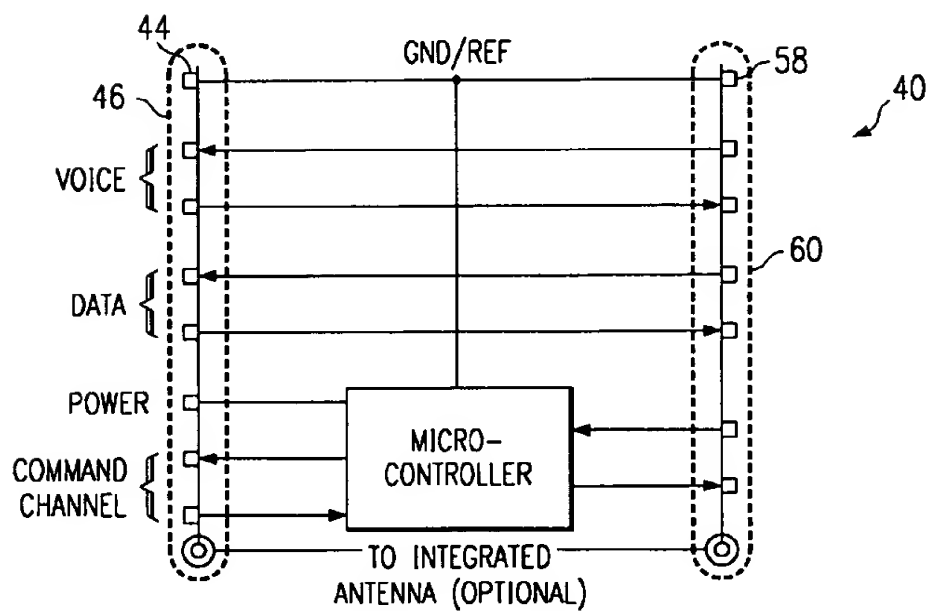 44
GND/REF
58
46
40
VOICE
60
DATA
POWER
MICRO-
CONTROLLER
COMMAND
CHANNEL
TO INTEGRATED
ANTENNA (OPTIONAL)